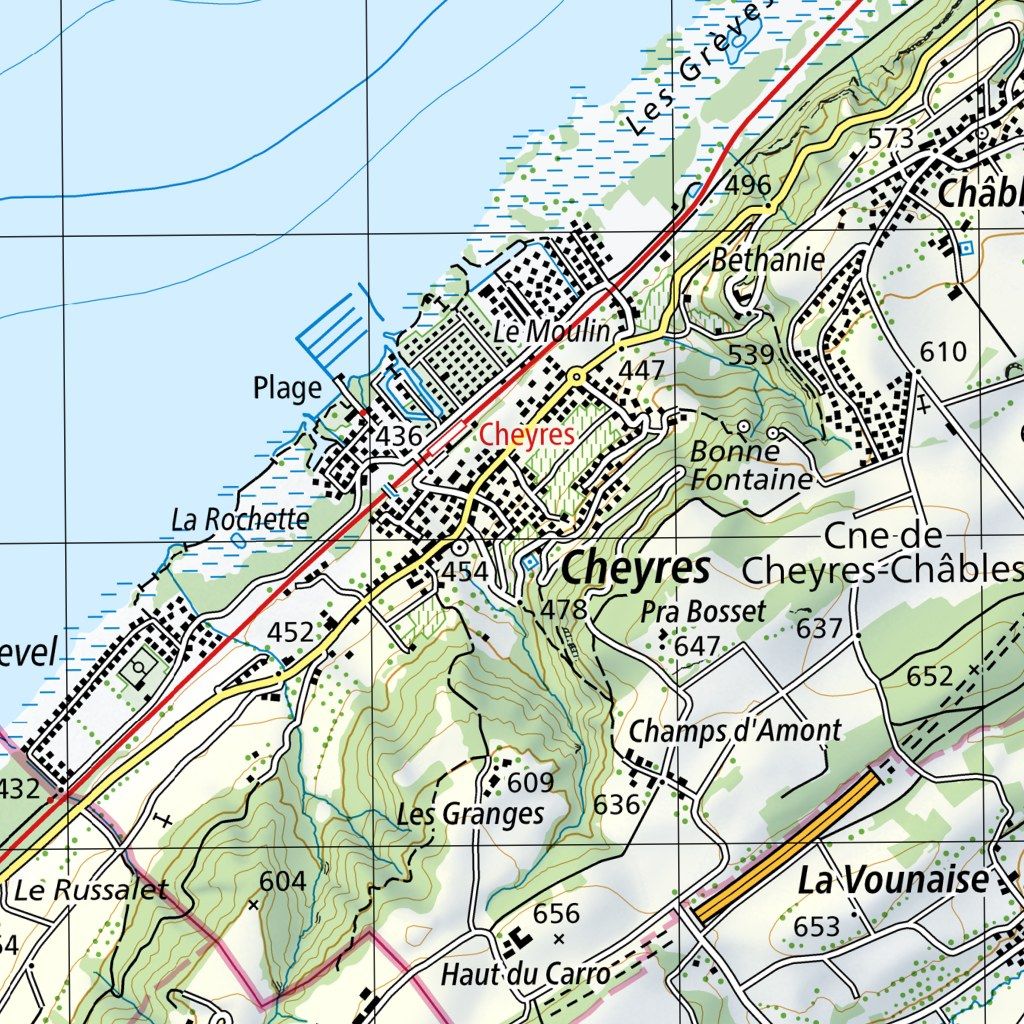 Les Grèves
573
496
Béthanie
Le Moulin
447
539
610
Plage
436
Cheyres
Bonne
Fontaine
La Rochette
Cne de
Cheyres-Châbles
454
Cheyres
478
Pra Bosset
452
647
637
652
Champs d'Amont
432
609
Les Granges
636
Le Russalet
604
La Vounaise
656
653
Haut du Carro